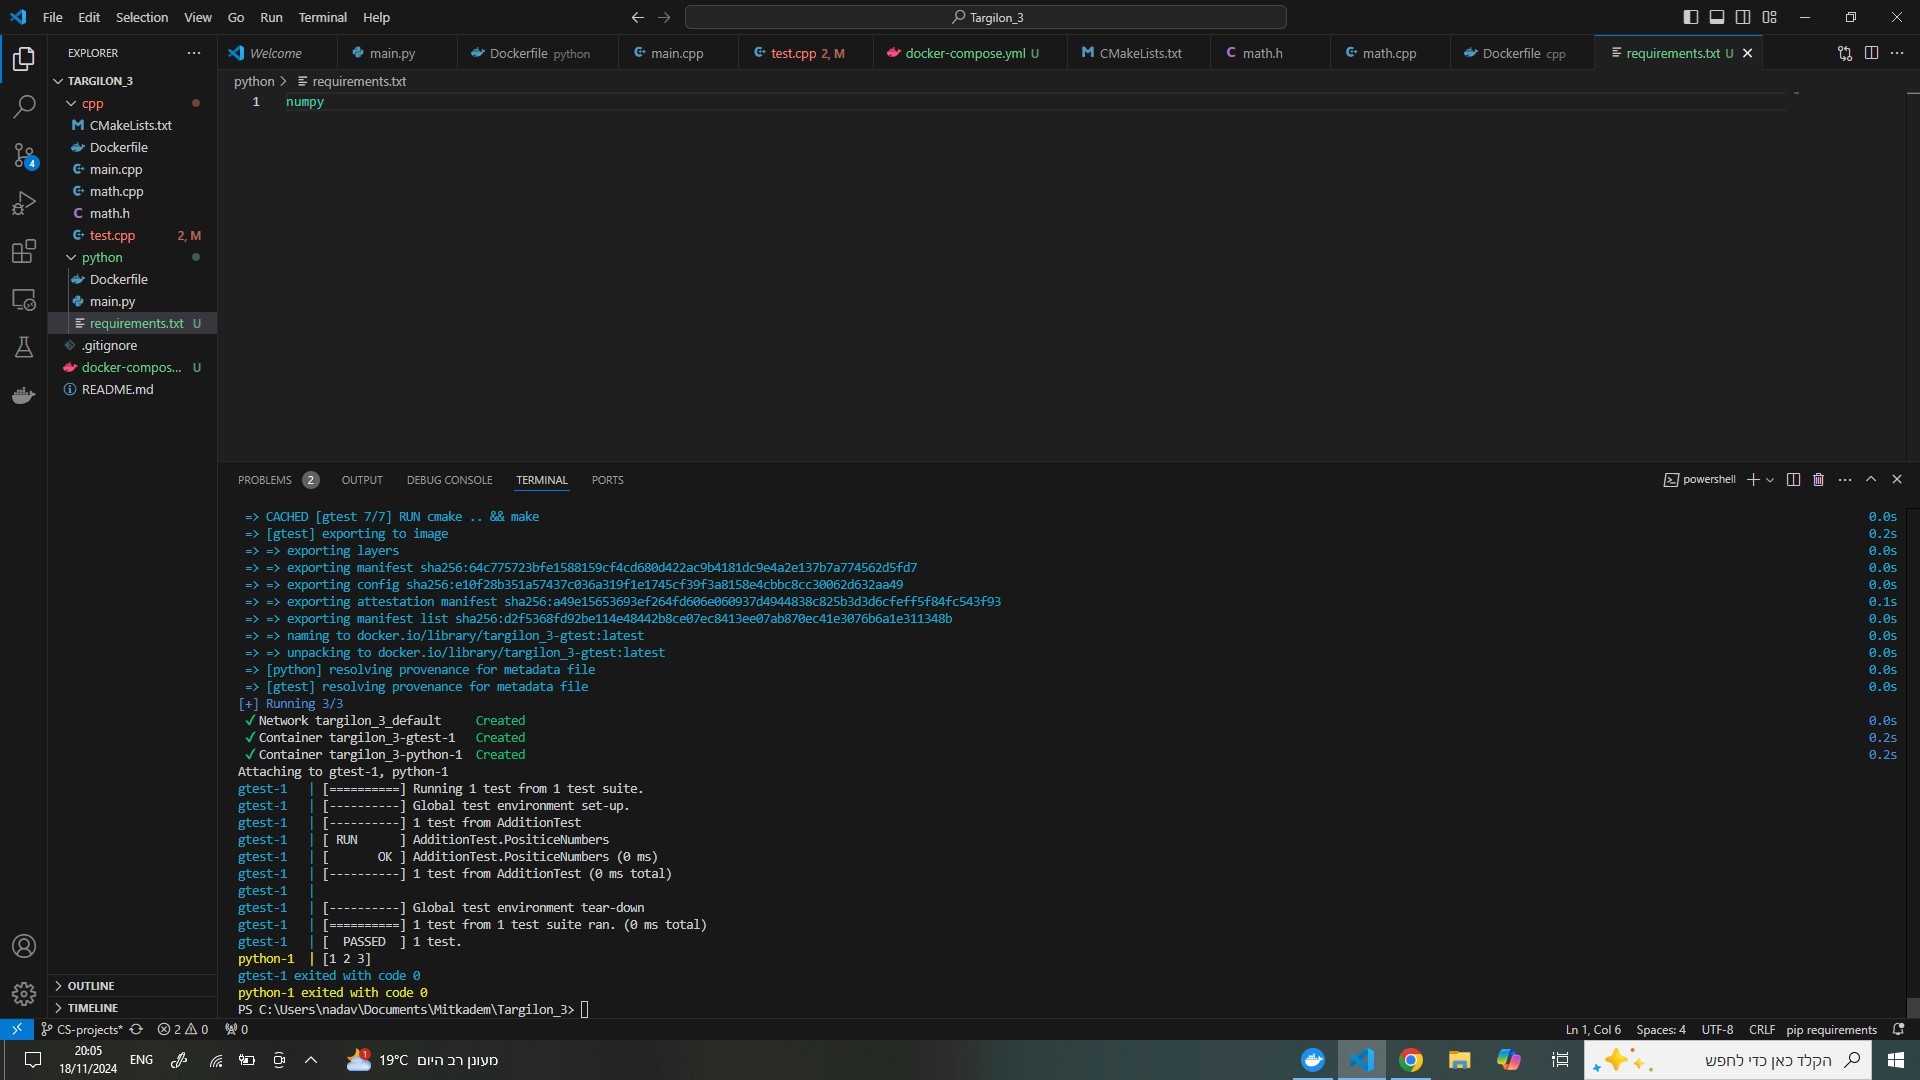 File Edit Selection View Go Run Terminal Help
Targilon_3
EXPLORER
Welcome
main.py
Dockerfile python
main.cpp
test.cpp 2, M
docker-compose.yml U
CMakeLists.txt
math.h
math.cpp
Dockerfile cpp
requirements.txt U
python > requirements.txt
1 numpy
TARGILON_3
cpp
CMakeLists.txt
Dockerfile
main.cpp
math.cpp
math.h
test.cpp 2, M
python
Dockerfile
main.py
requirements.txt U
.gitignore
docker-compos... U
README.md
4
OUTLINE
TIMELINE
PROBLEMS 2 OUTPUT DEBUG CONSOLE TERMINAL PORTS
powershell
=> CACHED [gtest 7/7] RUN cmake .. && make 0.0s
=> [gtest] exporting to image 0.2s
=> => exporting layers 0.0s
=> => exporting manifest sha256:64c775723bfe1588159cf4cd680d422ac9b4181dc9e4a2e137b7a774562d5fd7 0.0s
=> => exporting config sha256:e10f28b351a57437c036a319f1e1745cf39f3a8158e4cbbc8cc30062d632aa49 0.0s
=> => exporting attestation manifest sha256:a49e15653693ef264fd606e060937d4944838c825b3d3d6cfeff5f84fc543f93 0.1s
=> => exporting manifest list sha256:d2f5368fd92be114e48442b8ce07ec8413ee07ab870ec41e3076b6a1e311348b 0.0s
=> => naming to docker.io/library/targilon_3-gtest:latest 0.0s
=> => unpacking to docker.io/library/targilon_3-gtest:latest 0.0s
=> [python] resolving provenance for metadata file 0.0s
=> [gtest] resolving provenance for metadata file 0.0s
[+] Running 3/3
✓ Network targilon_3_default Created 0.0s
✓ Container targilon_3-gtest-1 Created 0.2s
✓ Container targilon_3-python-1 Created 0.2s
Attaching to gtest-1, python-1
gtest-1 | [==========] Running 1 test from 1 test suite.
gtest-1 | [----------] Global test environment set-up.
gtest-1 | [----------] 1 test from AdditionTest
gtest-1 | [ RUN      ] AdditionTest.PositiceNumbers
gtest-1 | [       OK ] AdditionTest.PositiceNumbers (0 ms)
gtest-1 | [----------] 1 test from AdditionTest (0 ms total)
gtest-1 |
gtest-1 | [----------] Global test environment tear-down
gtest-1 | [==========] 1 test from 1 test suite ran. (0 ms total)
gtest-1 | [  PASSED  ] 1 test.
python-1 | [1 2 3]
gtest-1 exited with code 0
python-1 exited with code 0
PS C:\Users\nadav\Documents\Mitkadem\Targilon_3>
CS-projects* 2 0 0
Ln 1, Col 6 Spaces: 4 UTF-8 CRLF pip requirements
20:05
18/11/2024
ENG
1
19°C מעונן רב היום
הקלד כאן כדי לחפש